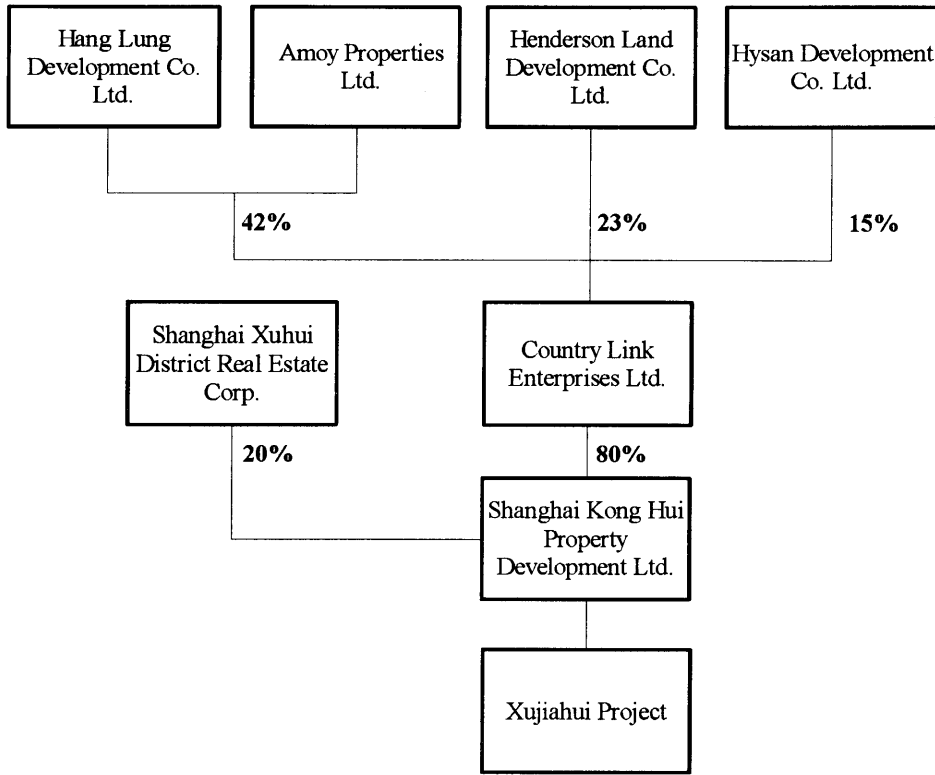 Hang Lung
Development Co.
Ltd.
Amoy Properties
Ltd.
Henderson Land
Development Co.
Ltd.
Hysan Development
Co. Ltd.
42%
23%
15%
Shanghai Xuhui
District Real Estate
Corp.
Country Link
Enterprises Ltd.
20%
80%
Shanghai Kong Hui
Property
Development Ltd.
Xujiahui Project